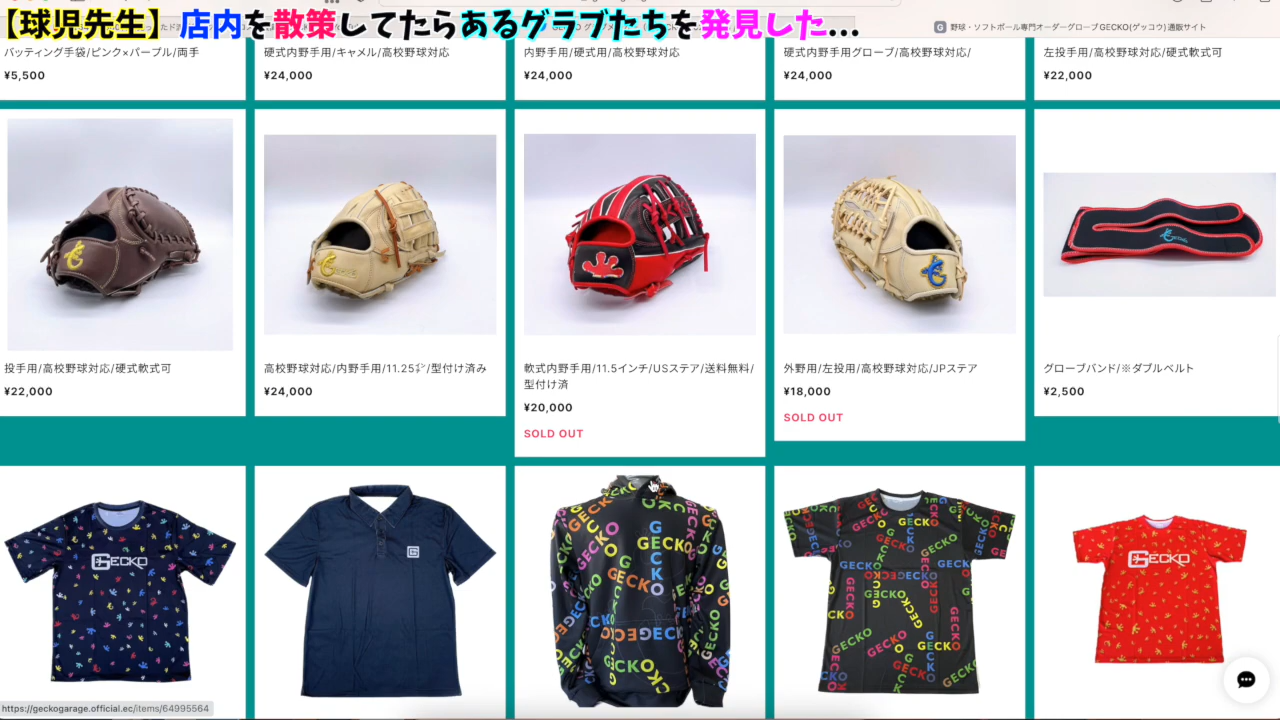 【球児先生】店内を散策してたらあるグラブたちを発見した...
野球・ソフトボール専門オーダーグローブGECKO(ゲッコウ)通販サイト
バッティング手袋/ピンク×パープル/両手
¥5,500
硬式内野手用/キャメル/高校野球対応
¥24,000
内野手用/硬式用/高校野球対応
¥24,000
硬式内野手用グローブ/高校野球対応/
¥24,000
左投手用/高校野球対応/硬式軟式可
¥22,000
投手用/高校野球対応/硬式軟式可
¥22,000
高校野球対応/内野手用/11.25㌅/型付け済み
¥24,000
軟式内野手用/11.5インチ/USステア/送料無料/
型付け済
¥20,000
SOLD OUT
外野用/左投用/高校野球対応/JPステア
¥18,000
SOLD OUT
グローブバンド/※ダブルベルト
¥2,500
GECKO
GECKO
GECKO
GECKO
GECKO
https://geckogarage.official.ec/items/64995564